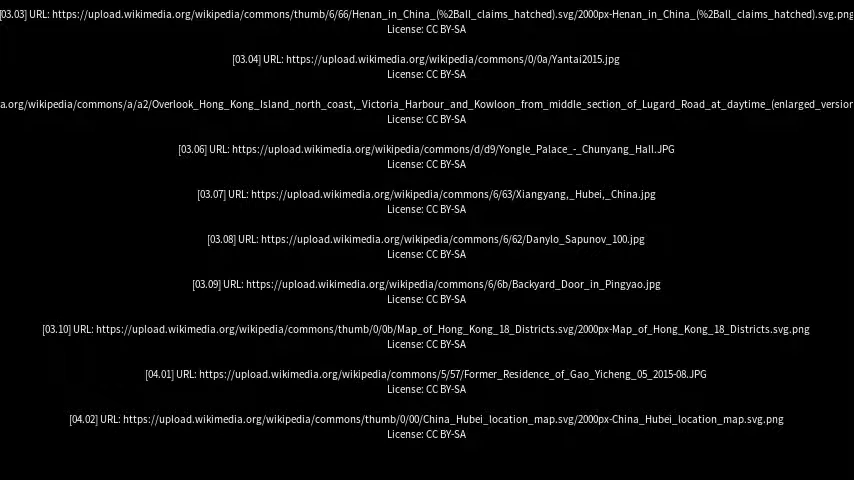 [03.03] URL: https://upload.wikimedia.org/wikipedia/commons/thumb/6/66/Henan_in_China_(%2Ball_claims_hatched).svg/2000px-Henan_in_China_(%2Ball_claims_hatched).svg.png
License: CC BY-SA
[03.04] URL: https://upload.wikimedia.org/wikipedia/commons/0/0a/Yantai2015.jpg
License: CC BY-SA
a.org/wikipedia/commons/a/a2/Overlook_Hong_Kong_Island_north_coast,_Victoria_Harbour_and_Kowloon_from_middle_section_of_Lugard_Road_at_daytime_(enlarged_version
License: CC BY-SA
[03.06] URL: https://upload.wikimedia.org/wikipedia/commons/d/d9/Yongle_Palace_-_Chunyang_Hall.JPG
License: CC BY-SA
[03.07] URL: https://upload.wikimedia.org/wikipedia/commons/6/63/Xiangyang,_Hubei,_China.jpg
License: CC BY-SA
[03.08] URL: https://upload.wikimedia.org/wikipedia/commons/6/62/Danylo_Sapunov_100.jpg
License: CC BY-SA
[03.09] URL: https://upload.wikimedia.org/wikipedia/commons/6/6b/Backyard_Door_in_Pingyao.jpg
License: CC BY-SA
[03.10] URL: https://upload.wikimedia.org/wikipedia/commons/thumb/0/0b/Map_of_Hong_Kong_18_Districts.svg/2000px-Map_of_Hong_Kong_18_Districts.svg.png
License: CC BY-SA
[04.01] URL: https://upload.wikimedia.org/wikipedia/commons/5/57/Former_Residence_of_Gao_Yicheng_05_2015-08.JPG
License: CC BY-SA
[04.02] URL: https://upload.wikimedia.org/wikipedia/commons/thumb/0/00/China_Hubei_location_map.svg/2000px-China_Hubei_location_map.svg.png
License: CC BY-SA